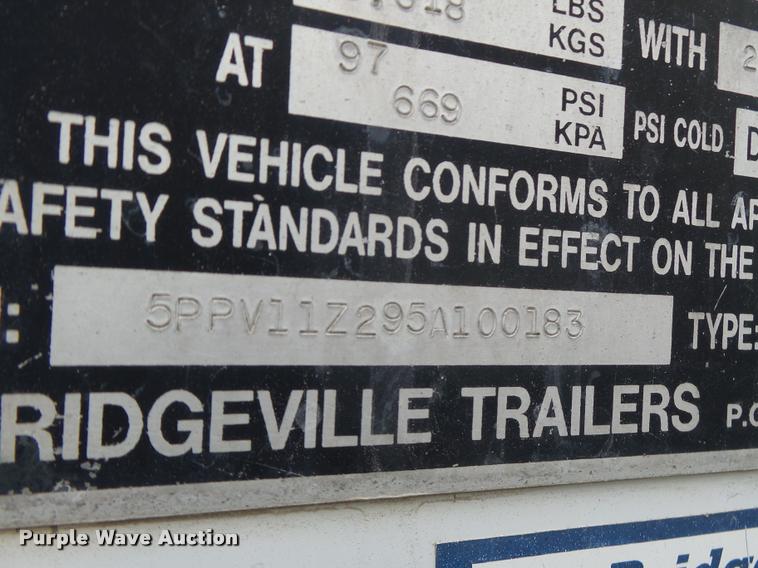 LBS
KGS
WITH 2
AT 97 PSI
669 KPA
PSI COLD
THIS VEHICLE CONFORMS TO ALL AP
AFETY STANDARDS IN EFFECT ON THE
: 5PPV11Z295A100183 TYPE:
RIDGEVILLE TRAILERS P.O
Purple Wave Auction